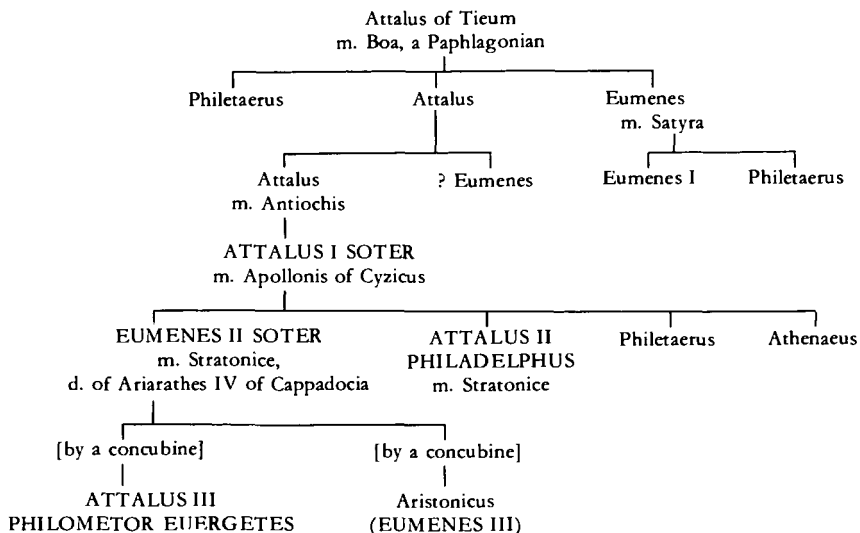 Attalus of Tieum
m. Boa, a Paphlagonian
Philetaerus
Attalus
Eumenes
m. Satyra
Attalus
m. Antiochis
? Eumenes
Eumenes I
Philetaerus
ATTALUS I SOTER
m. Apollonis of Cyzicus
EUMENES II SOTER
m. Stratonice,
d. of Ariarathes IV of Cappadocia
ATTALUS II
PHILADELPHUS
m. Stratonice
Philetaerus
Athenaeus
[by a concubine]
[by a concubine]
ATTALUS III
PHILOMETOR EUERGETES
Aristonicus
(EUMENES III)